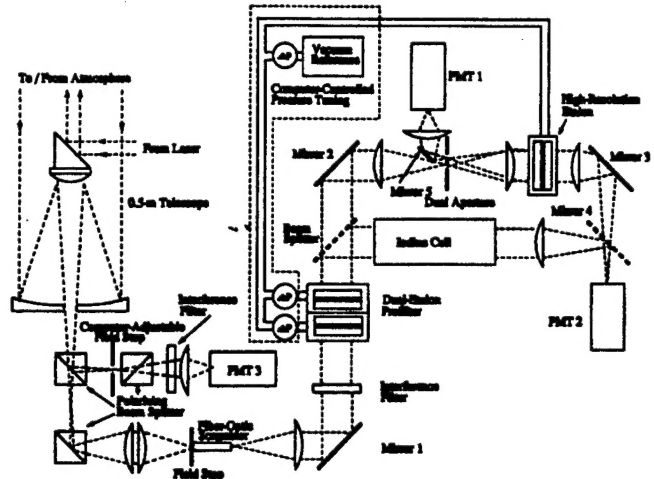 To / From Atmosphere
From Laser
0.5-m Telescope
Vacuum
Reference
Computer-Controlled
Pressure Tuning
PMT 1
High-Resolution
Etalon
Mirror 2
Mirror 3
Mirror 5
Dual Aperture
Mirror 4
Beam
Splitter
Iodine Cell
PMT 2
Dual-Etalon
Prefilter
Interference
Filter
Computer-Adjustable
Field Stop
PMT 3
Polarizing
Beam Splitter
Interference
Filter
Fiber-Optic
Scrambler
Field Stop
Mirror 1